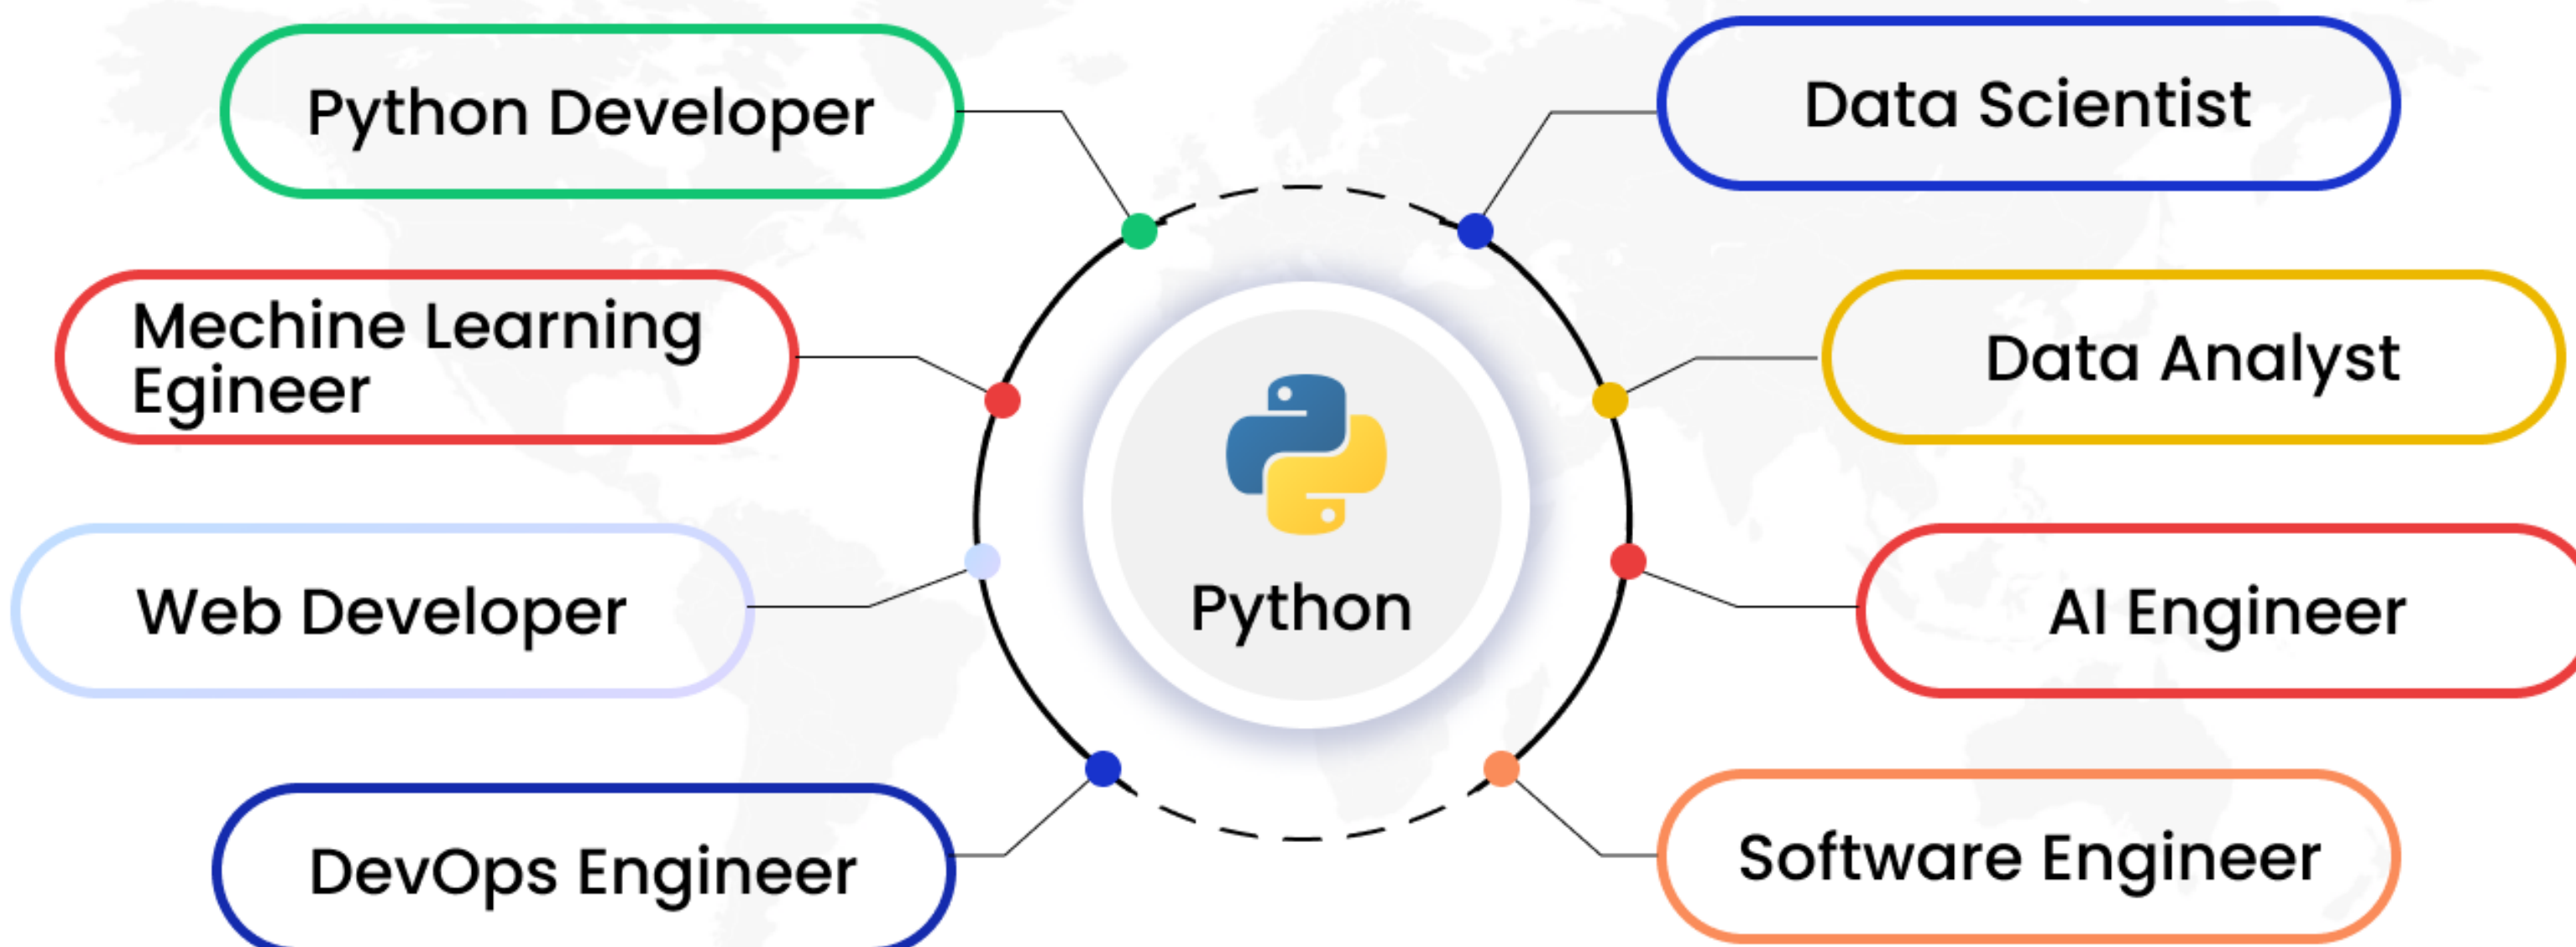 Python Developer
Data Scientist
Mechine Learning
Egineer
Data Analyst
Python
Web Developer
AI Engineer
DevOps Engineer
Software Engineer